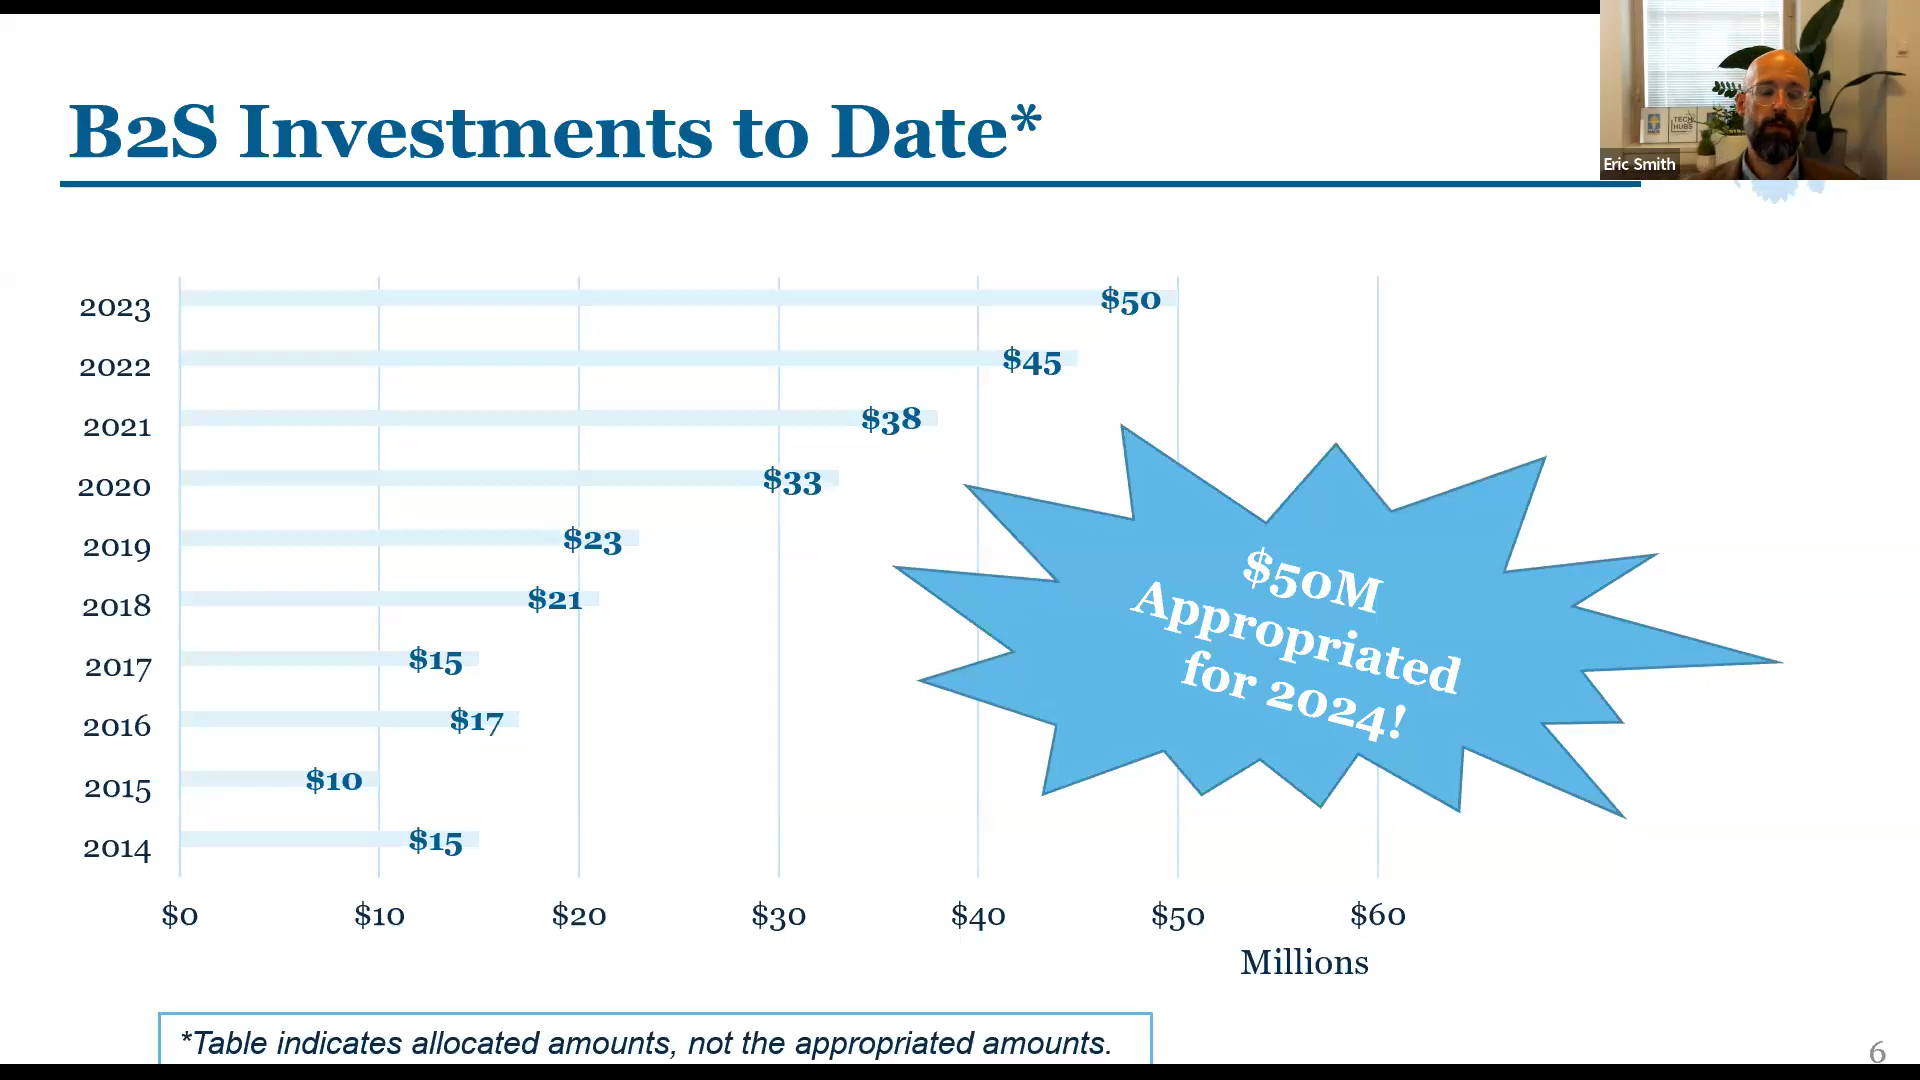 B2S Investments to Date*
TECH
HUBS
Eric Smith
2023
$50
2022
$45
2021
$38
2020
$33
2019
$23
2018
$21
2017
$15
2016
$17
2015
$10
2014
$15
$50M
Appropriated
for 2024!
$0 $10 $20 $30 $40 $50 $60
Millions
*Table indicates allocated amounts, not the appropriated amounts.
6